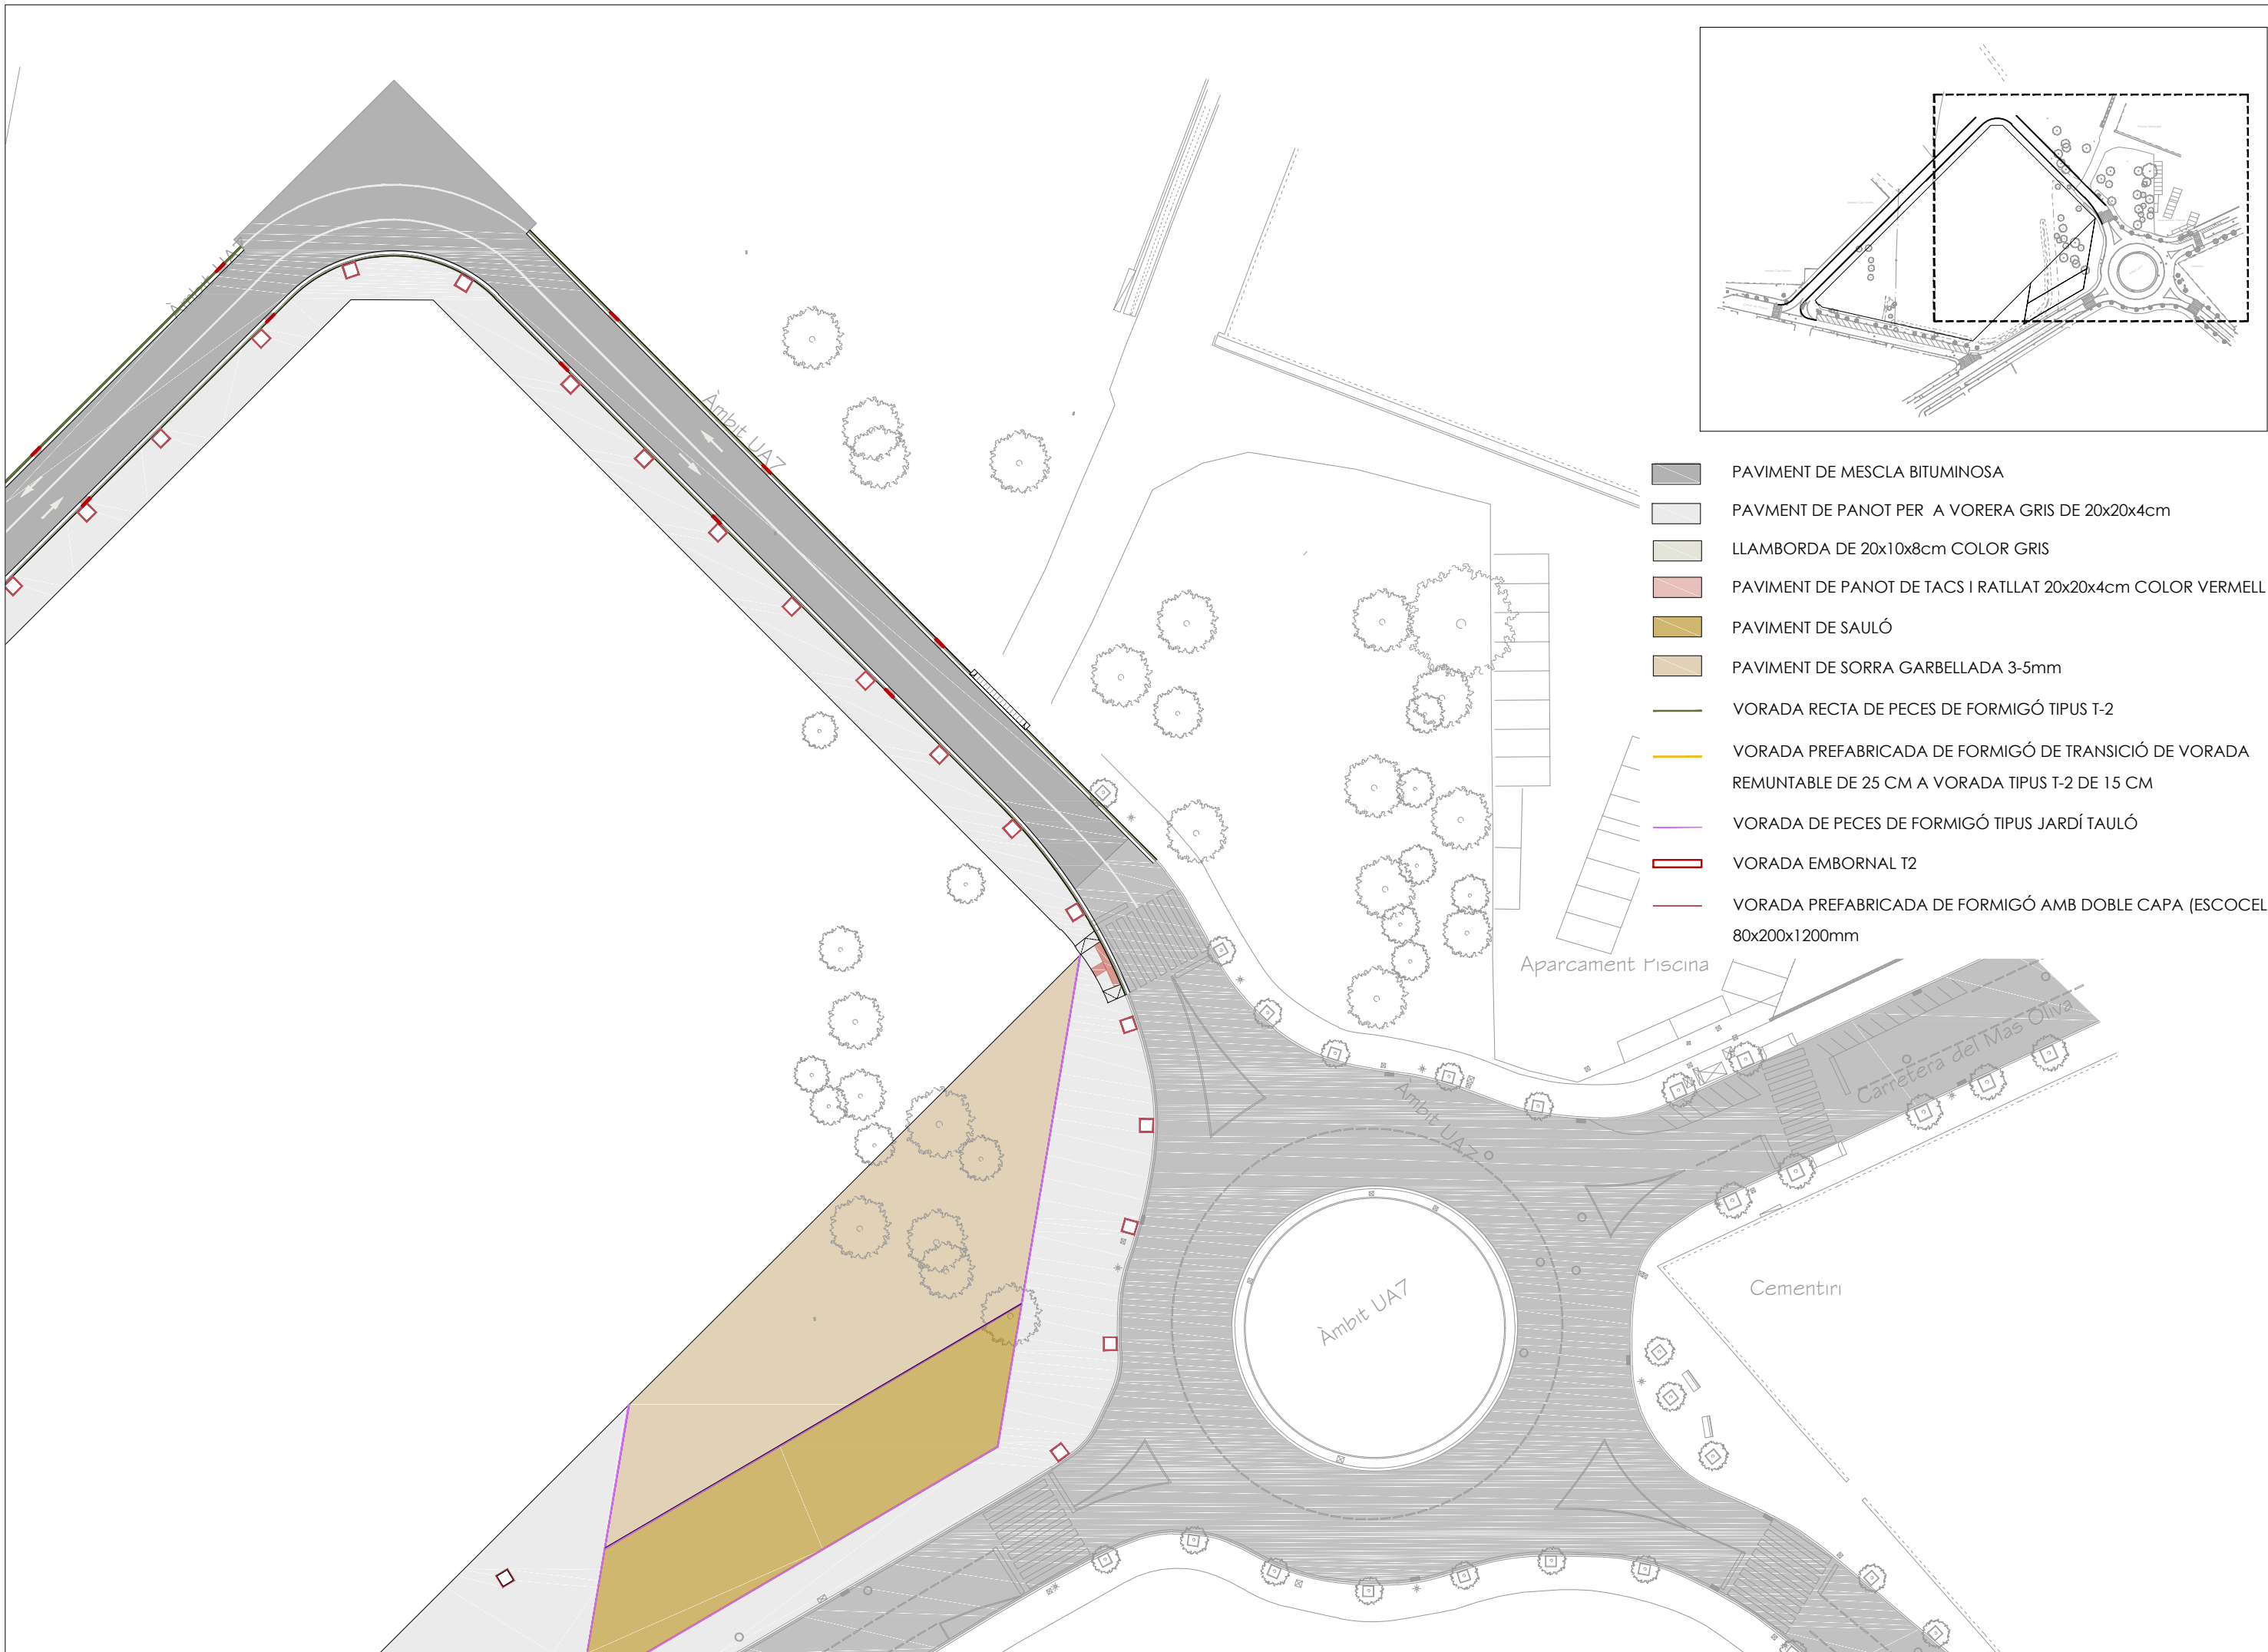 PAVIMENT DE MESCLA BITUMINOSA
PAVMENT DE PANOT PER A VORERA GRIS DE 20x20x4cm
LLAMBORDA DE 20x10x8cm COLOR GRIS
PAVIMENT DE PANOT DE TACS I RATLLAT 20x20x4cm COLOR VERMELL
PAVIMENT DE SAULÓ
PAVIMENT DE SORRA GARBELLADA 3-5mm
VORADA RECTA DE PECES DE FORMIGÓ TIPUS T-2
VORADA PREFABRICADA DE FORMIGÓ DE TRANSICIÓ DE VORADA
REMUNTABLE DE 25 CM A VORADA TIPUS T-2 DE 15 CM
VORADA DE PECES DE FORMIGÓ TIPUS JARDÍ TAULÓ
VORADA EMBORNAL T2
VORADA PREFABRICADA DE FORMIGÓ AMB DOBLE CAPA (ESCOCEL
80x200x1200mm
Àmbit UA7
Aparcament Piscina
Carretera del Mas Oliva
Àmbit UA7
Cementiri
Àmbit UA7